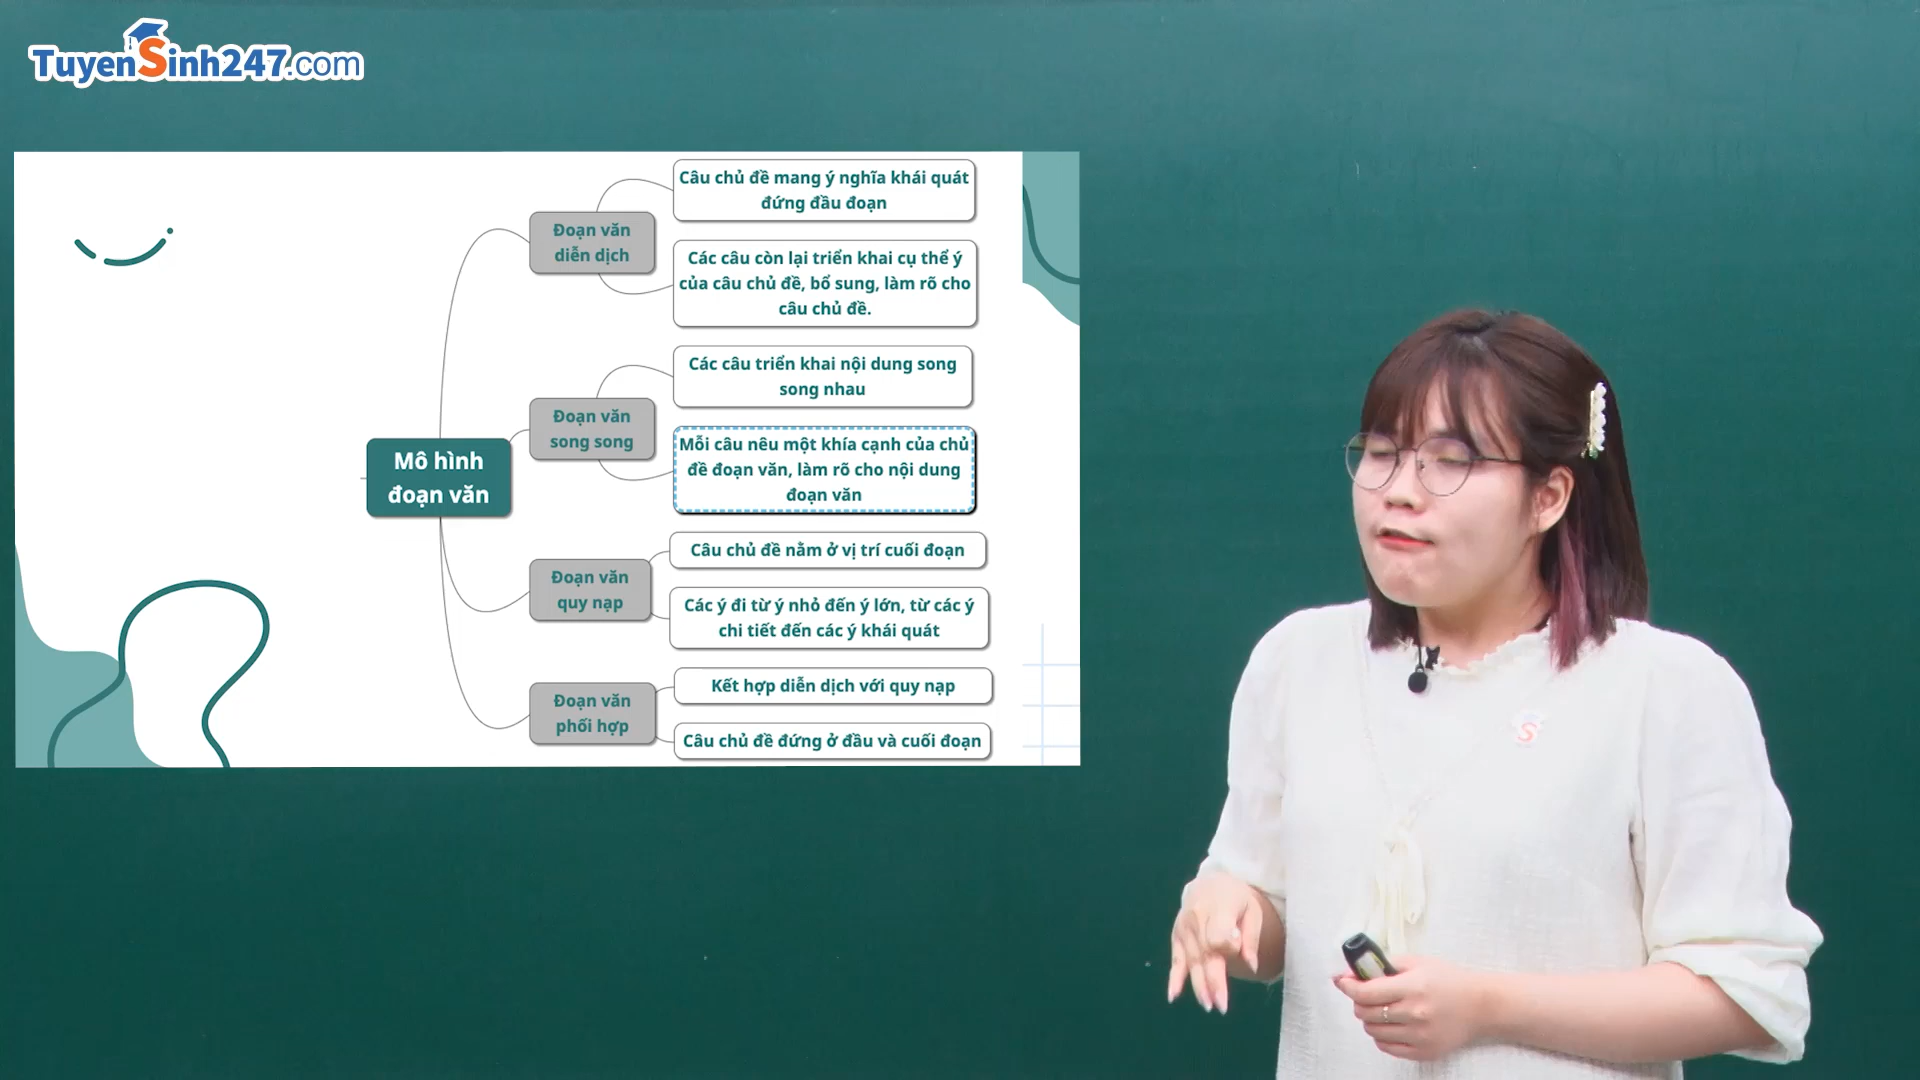 TuyenSinh247.com
Câu chủ đề mang ý nghĩa khái quát
đứng đầu đoạn
Đoạn văn
diễn dịch
Các câu còn lại triển khai cụ thể ý
của câu chủ đề, bổ sung, làm rõ cho
câu chủ đề.
Các câu triển khai nội dung song
song nhau
Đoạn văn
song song
Mỗi câu nêu một khía cạnh của chủ
đề đoạn văn, làm rõ cho nội dung
đoạn văn
Mô hình
đoạn văn
Câu chủ đề nằm ở vị trí cuối đoạn
Đoạn văn
quy nạp
Các ý đi từ ý nhỏ đến ý lớn, từ các ý
chi tiết đến các ý khái quát
Kết hợp diễn dịch với quy nạp
Đoạn văn
phối hợp
Câu chủ đề đứng ở đầu và cuối đoạn
S